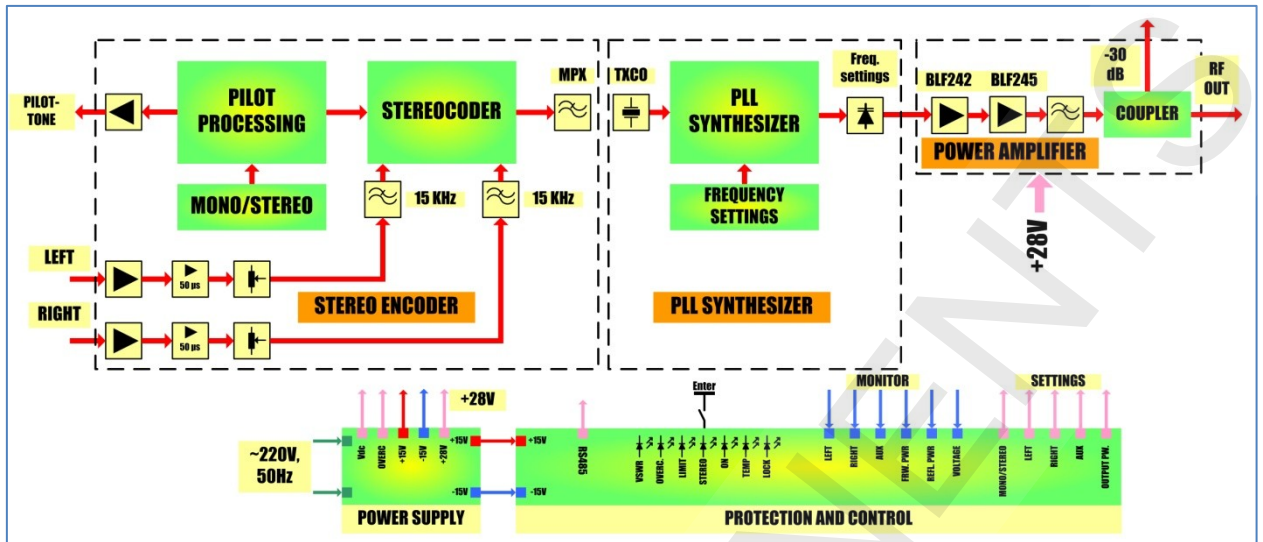 PILOT-
TONE
PILOT
PROCESSING
STEREOCODER
MPX
MONO/STEREO
15 KHz
15 KHz
LEFT
50 µs
RIGHT
50 µs
STEREO ENCODER
TXCO
PLL
SYNTHESIZER
Freq.
settings
FREQUENCY
SETTINGS
PLL SYNTHESIZER
BLF242
BLF245
-30
dB
RF
OUT
COUPLER
POWER AMPLIFIER
+28V
~220V,
50Hz
Vdc
OVERC
+15V
-15V
+28V
+28V
+15V
-15V
POWER SUPPLY
+15V
-15V
RS485
Enter
VSWR
OVERC.
LIMIT
STEREO
ON
TEMP
LOCK
MONITOR
LEFT
RIGHT
AUX
FRW. PWR
REFL. PWR
VOLTAGE
SETTINGS
MONO/STEREO
LEFT
RIGHT
AUX
OUTPUT PW.
PROTECTION AND CONTROL